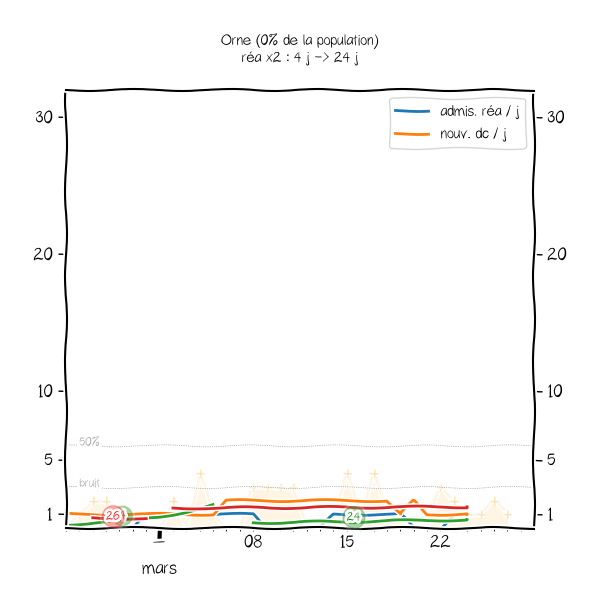 Orne (0% de la population)
réa x2 : 4 j -> 24 j
admis. réa / j
nouv. dc / j
30
30
20
20
10
10
50%
5
5
bruit
1
26
24
1
1
08
15
22
mars